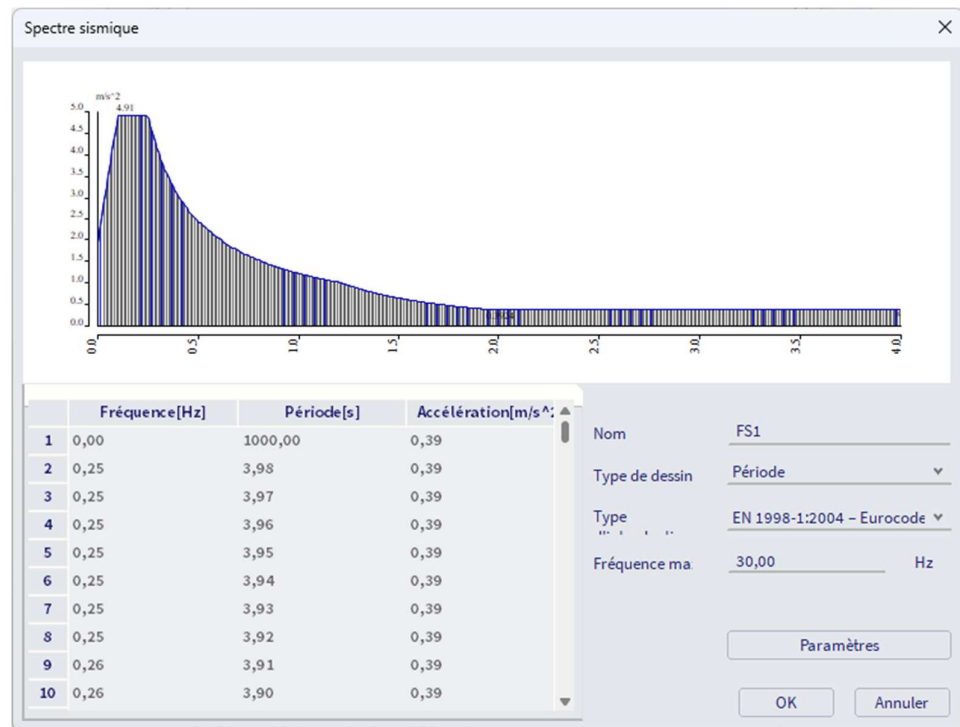 Spectre sismique
m/s^2
4.91
5.0
4.5
4.0
3.5
3.0
2.5
2.0
1.5
1.0
0.5
0.0
0.0 0.5 1.0 1.5 2.0 2.5 3.0 3.5 4.0
Fréquence[Hz] Période[s] Accélération[m/s^2
1 0,00 1000,00 0,39
2 0,25 3,98 0,39
3 0,25 3,97 0,39
4 0,25 3,96 0,39
5 0,25 3,95 0,39
6 0,25 3,94 0,39
7 0,25 3,93 0,39
8 0,25 3,92 0,39
9 0,26 3,91 0,39
10 0,26 3,90 0,39
Nom FS1
Type de dessin Période
Type EN 1998-1:2004 – Eurocode
Fréquence ma: 30,00 Hz
Paramètres
OK Annuler